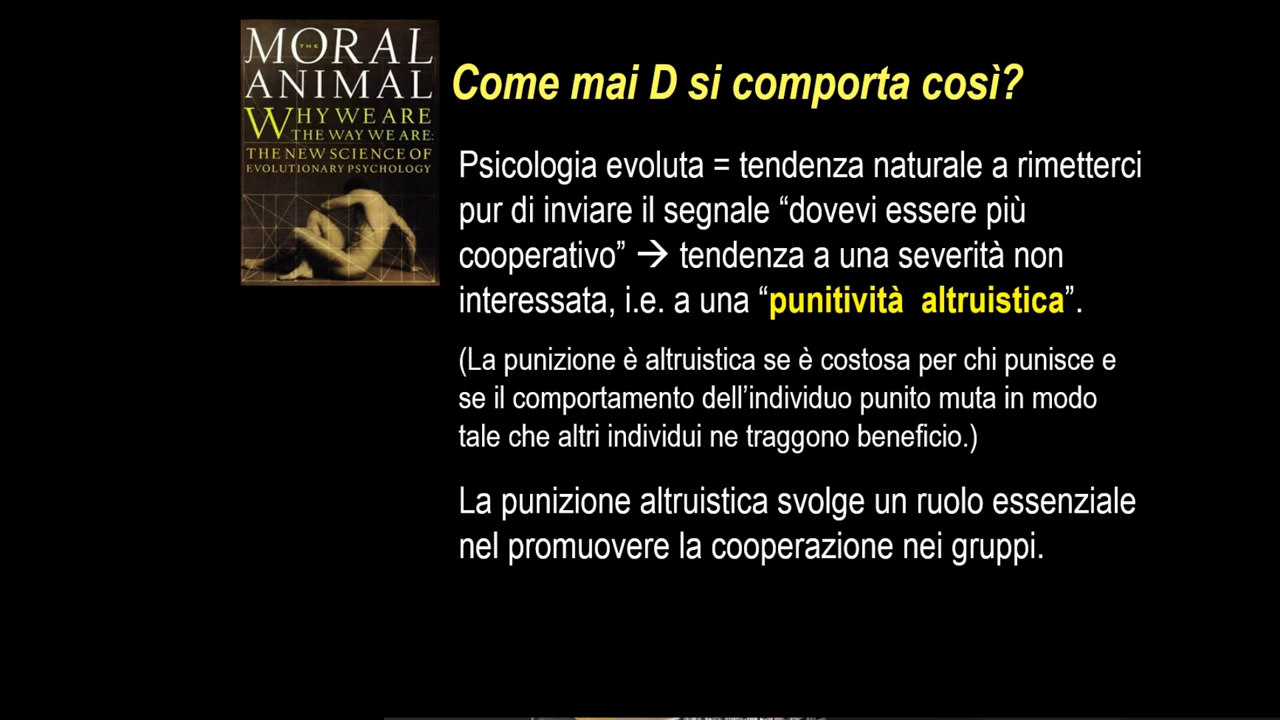 THE
MORAL
ANIMAL
WHY WE ARE
THE WAY WE ARE:
THE NEW SCIENCE OF
EVOLUTIONARY PSYCHOLOGY
Come mai D si comporta così?
Psicologia evoluta = tendenza naturale a rimetterci
pur di inviare il segnale “dovevi essere più
cooperativo” → tendenza a una severità non
interessata, i.e. a una “punitività altruistica”.
(La punizione è altruistica se è costosa per chi punisce e
se il comportamento dell’individuo punito muta in modo
tale che altri individui ne traggono beneficio.)
La punizione altruistica svolge un ruolo essenziale
nel promuovere la cooperazione nei gruppi.